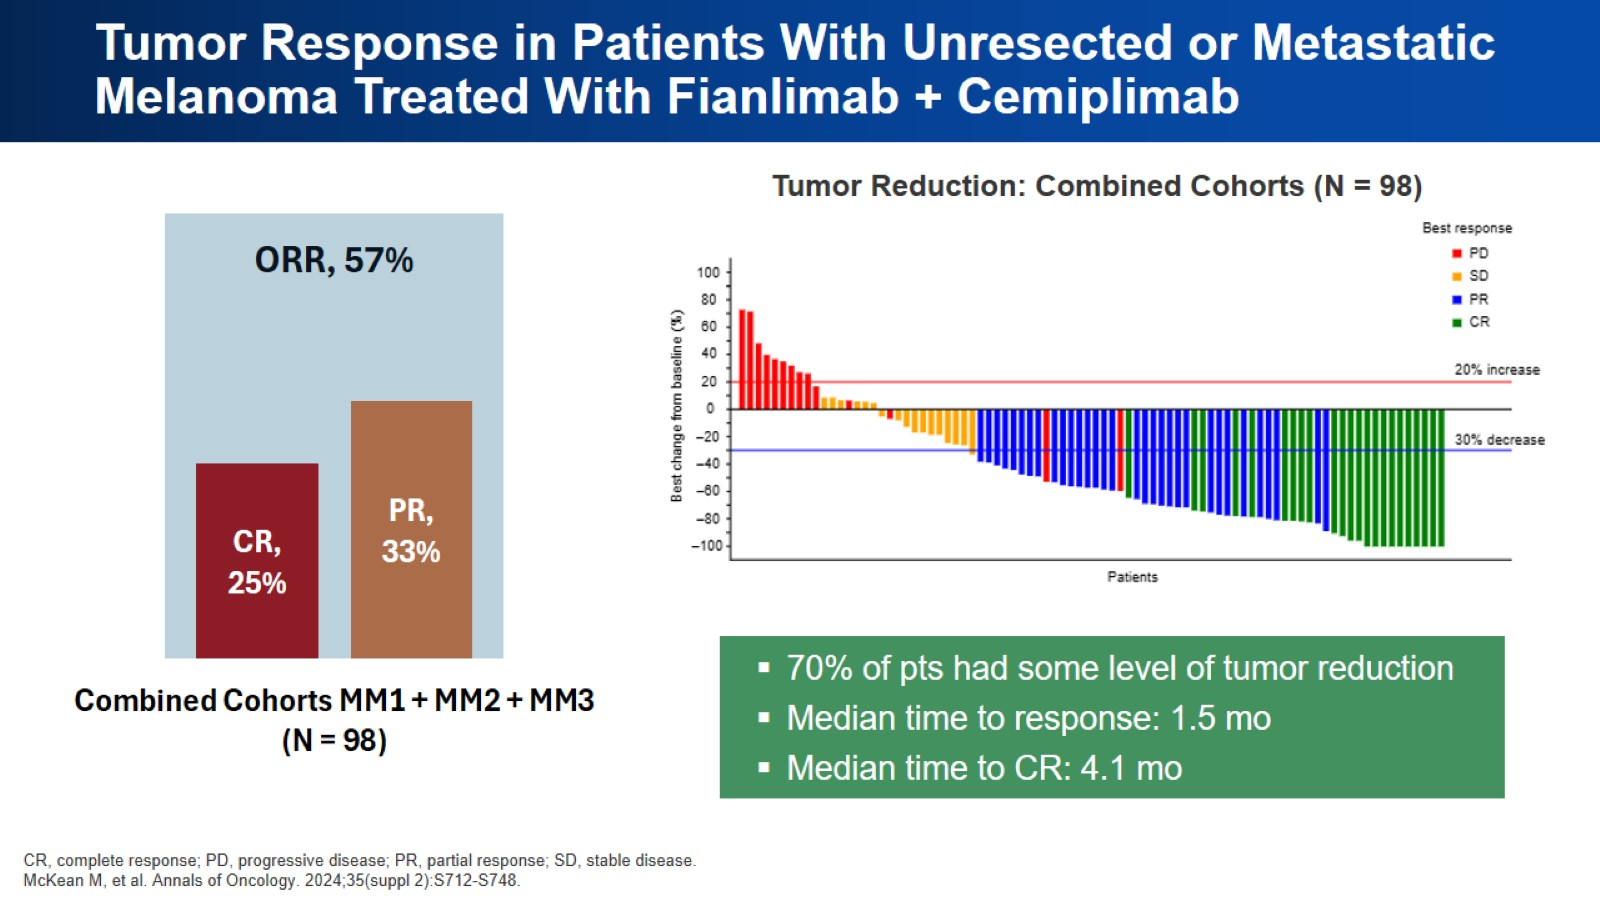 Tumor Response in Patients With Unresected or Metastatic
Melanoma Treated With Fianlimab + Cemiplimab
ORR, 57%
CR,
25%
PR,
33%
Combined Cohorts MM1 + MM2 + MM3
(N = 98)
Tumor Reduction: Combined Cohorts (N = 98)
Best response
PD
SD
PR
CR
Best change from baseline (%)
100
80
60
40
20
0
–20
–40
–60
–80
–100
20% increase
30% decrease
Patients
▪ 70% of pts had some level of tumor reduction
▪ Median time to response: 1.5 mo
▪ Median time to CR: 4.1 mo
CR, complete response; PD, progressive disease; PR, partial response; SD, stable disease.
McKean M, et al. Annals of Oncology. 2024;35(suppl 2):S712-S748.